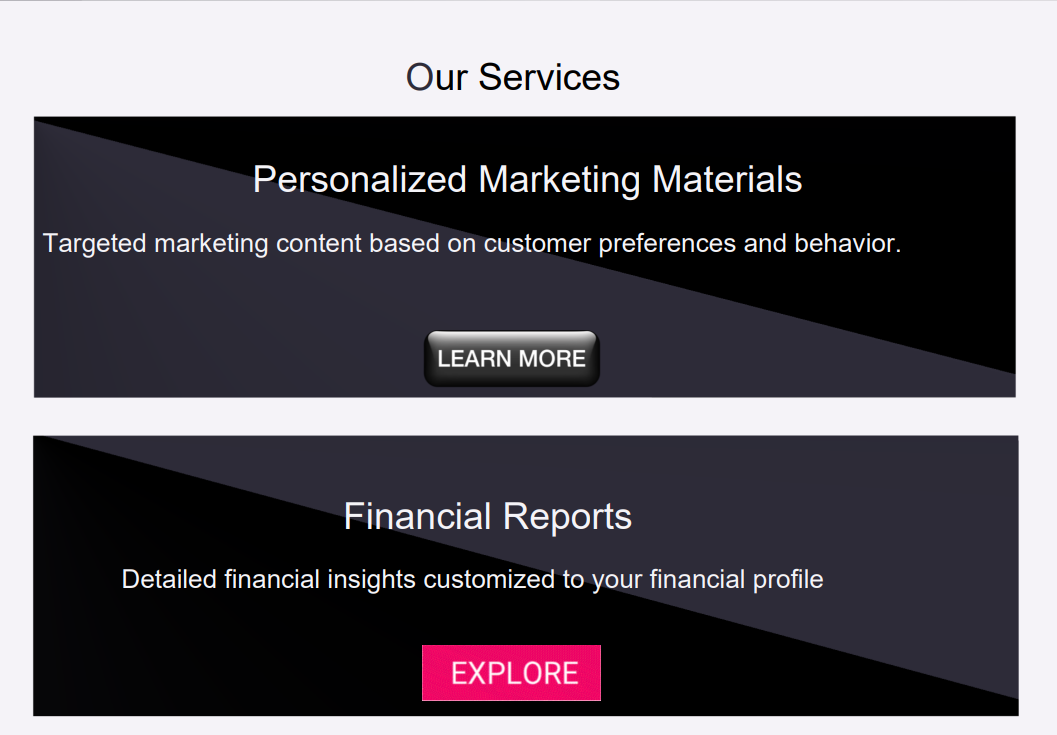 Our Services
Personalized Marketing Materials
Targeted marketing content based on customer preferences and behavior.
LEARN MORE
Financial Reports
Detailed financial insights customized to your financial profile
EXPLORE